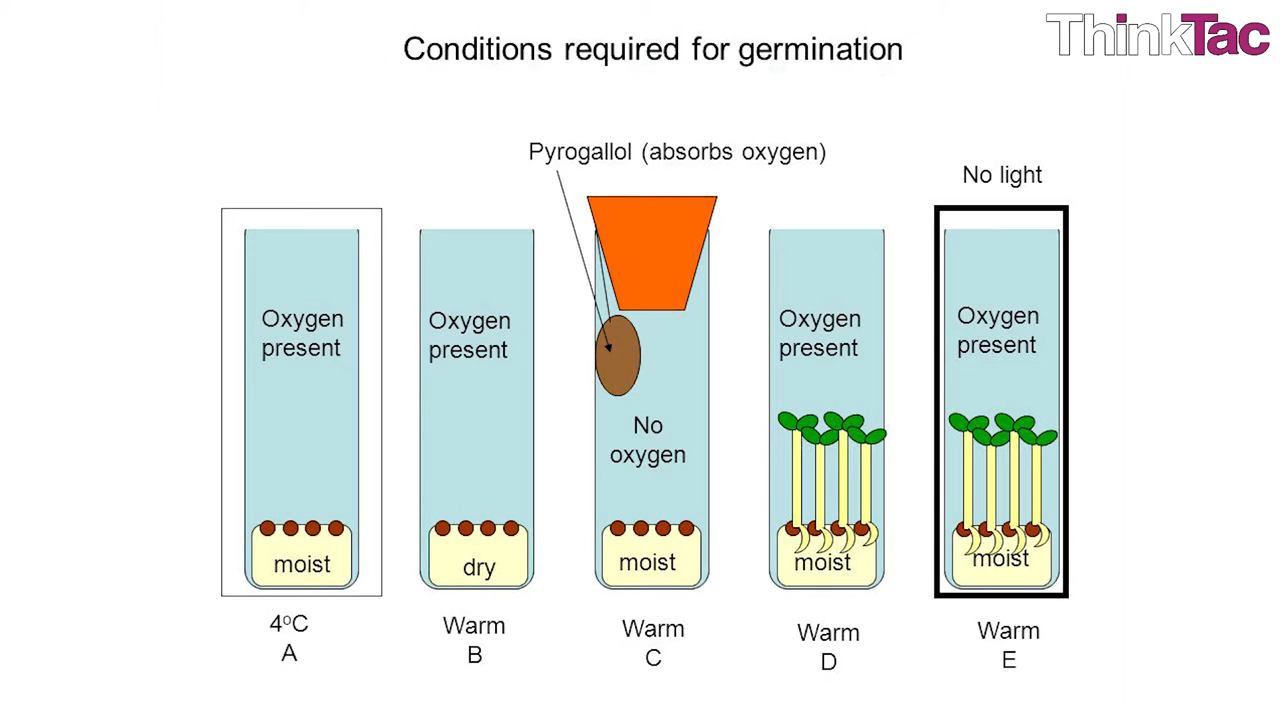 ThinkTac
Conditions required for germination
Pyrogallol (absorbs oxygen)
No light
Oxygen
present
Oxygen
present
No
oxygen
Oxygen
present
Oxygen
present
moist
dry
moist
moist
moist
4°C
A
Warm
B
Warm
C
Warm
D
Warm
E